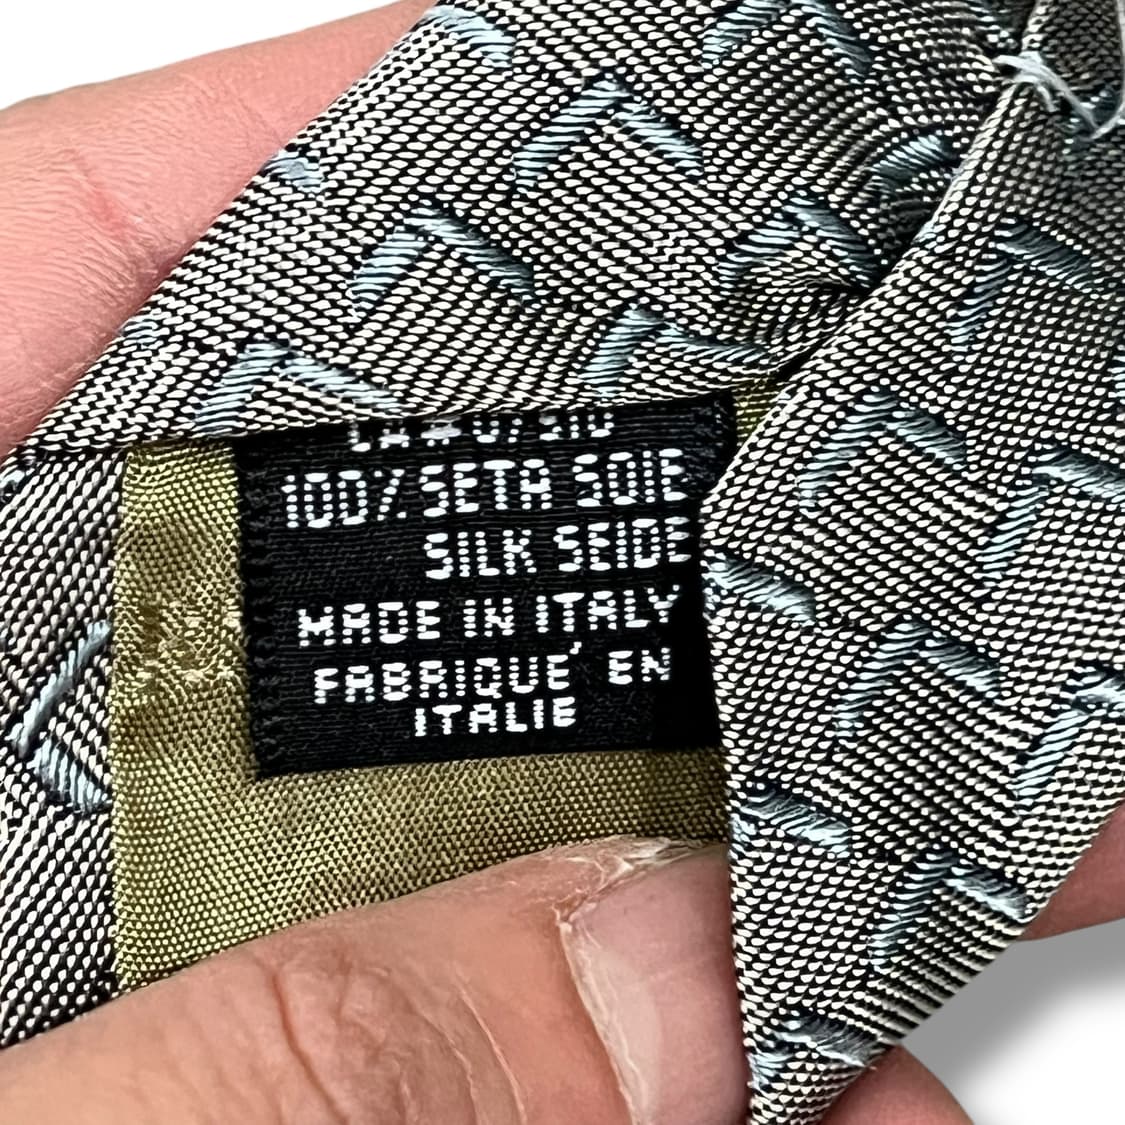 100% SETA SOIE
SILK SEIDE
MADE IN ITALY
FABRIQUE´ EN
ITALIE